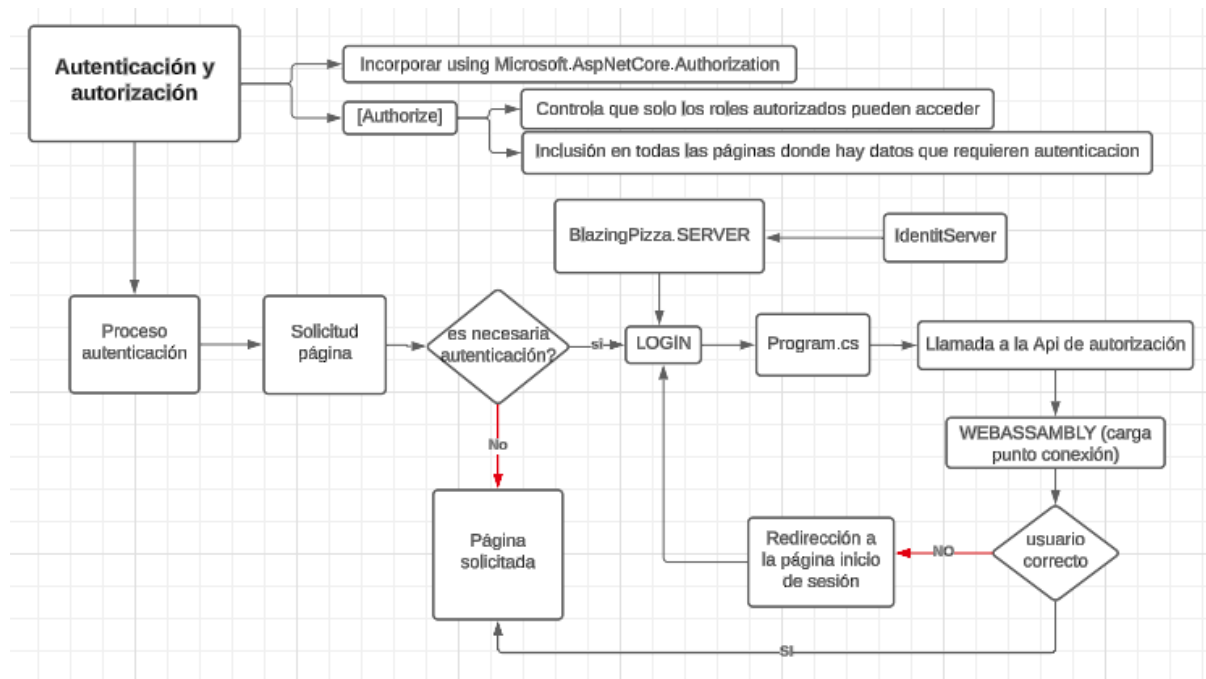 Autenticación y
autorización
Incorporar using Microsoft.AspNetCore.Authorization
[Authorize]
Controla que solo los roles autorizados pueden acceder
Inclusión en todas las páginas donde hay datos que requieren autenticacion
BlazingPizza.SERVER
IdentitServer
Proceso
autenticación
Solicitud
página
es necesaria
autenticación?
si
LOGIN
Program.cs
Llamada a la Api de autorización
No
WEBASSAMBLY (carga
punto conexión)
Página
solicitada
Redirección a
la página inicio
de sesión
NO
usuario
correcto
SI